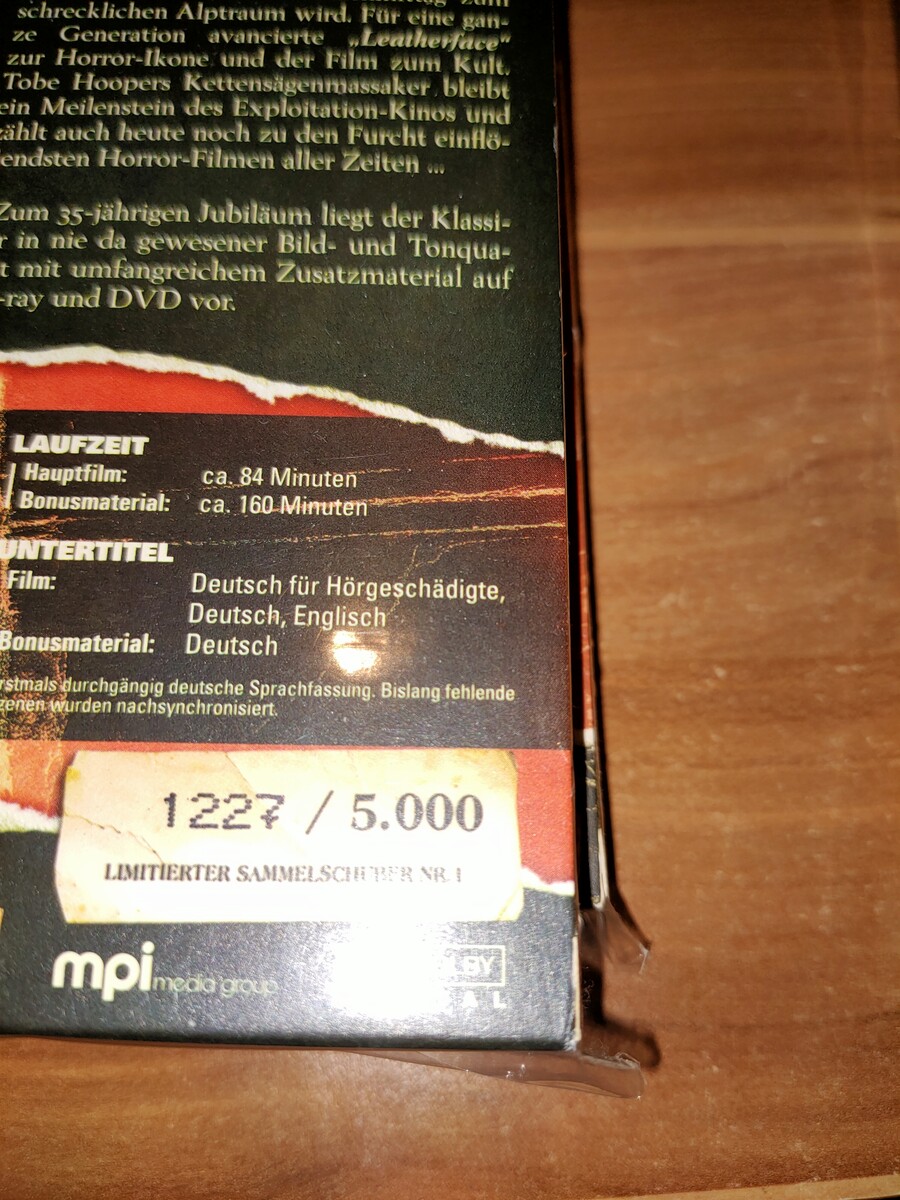 schrecklichen Alptraum wird. Für eine gan-
ze Generation avancierte „Leatherface"
zur Horror-Ikone und der Film zum Kult.
Tobe Hoopers Kettensägenmassaker bleibt
ein Meilenstein des Exploitation-Kinos und
zählt auch heute noch zu den Furcht einflö-
endsten Horror-Filmen aller Zeiten ...
Zum 35-jährigen Jubiläum liegt der Klassi-
r in nie da gewesener Bild- und Tonqua-
t mit umfangreichem Zusatzmaterial auf
-ray und DVD vor.
LAUFZEIT
Hauptfilm: ca. 84 Minuten
Bonusmaterial: ca. 160 Minuten
UNTERTITEL
Film: Deutsch für Hörgeschädigte,
Deutsch, Englisch
Bonusmaterial: Deutsch
rstmals durchgängig deutsche Sprachfassung. Bislang fehlende
zenen wurden nachsynchronisiert.
1227 / 5.000
LIMITIERTER SAMMELSCHUBER NR. 1
mpi media group